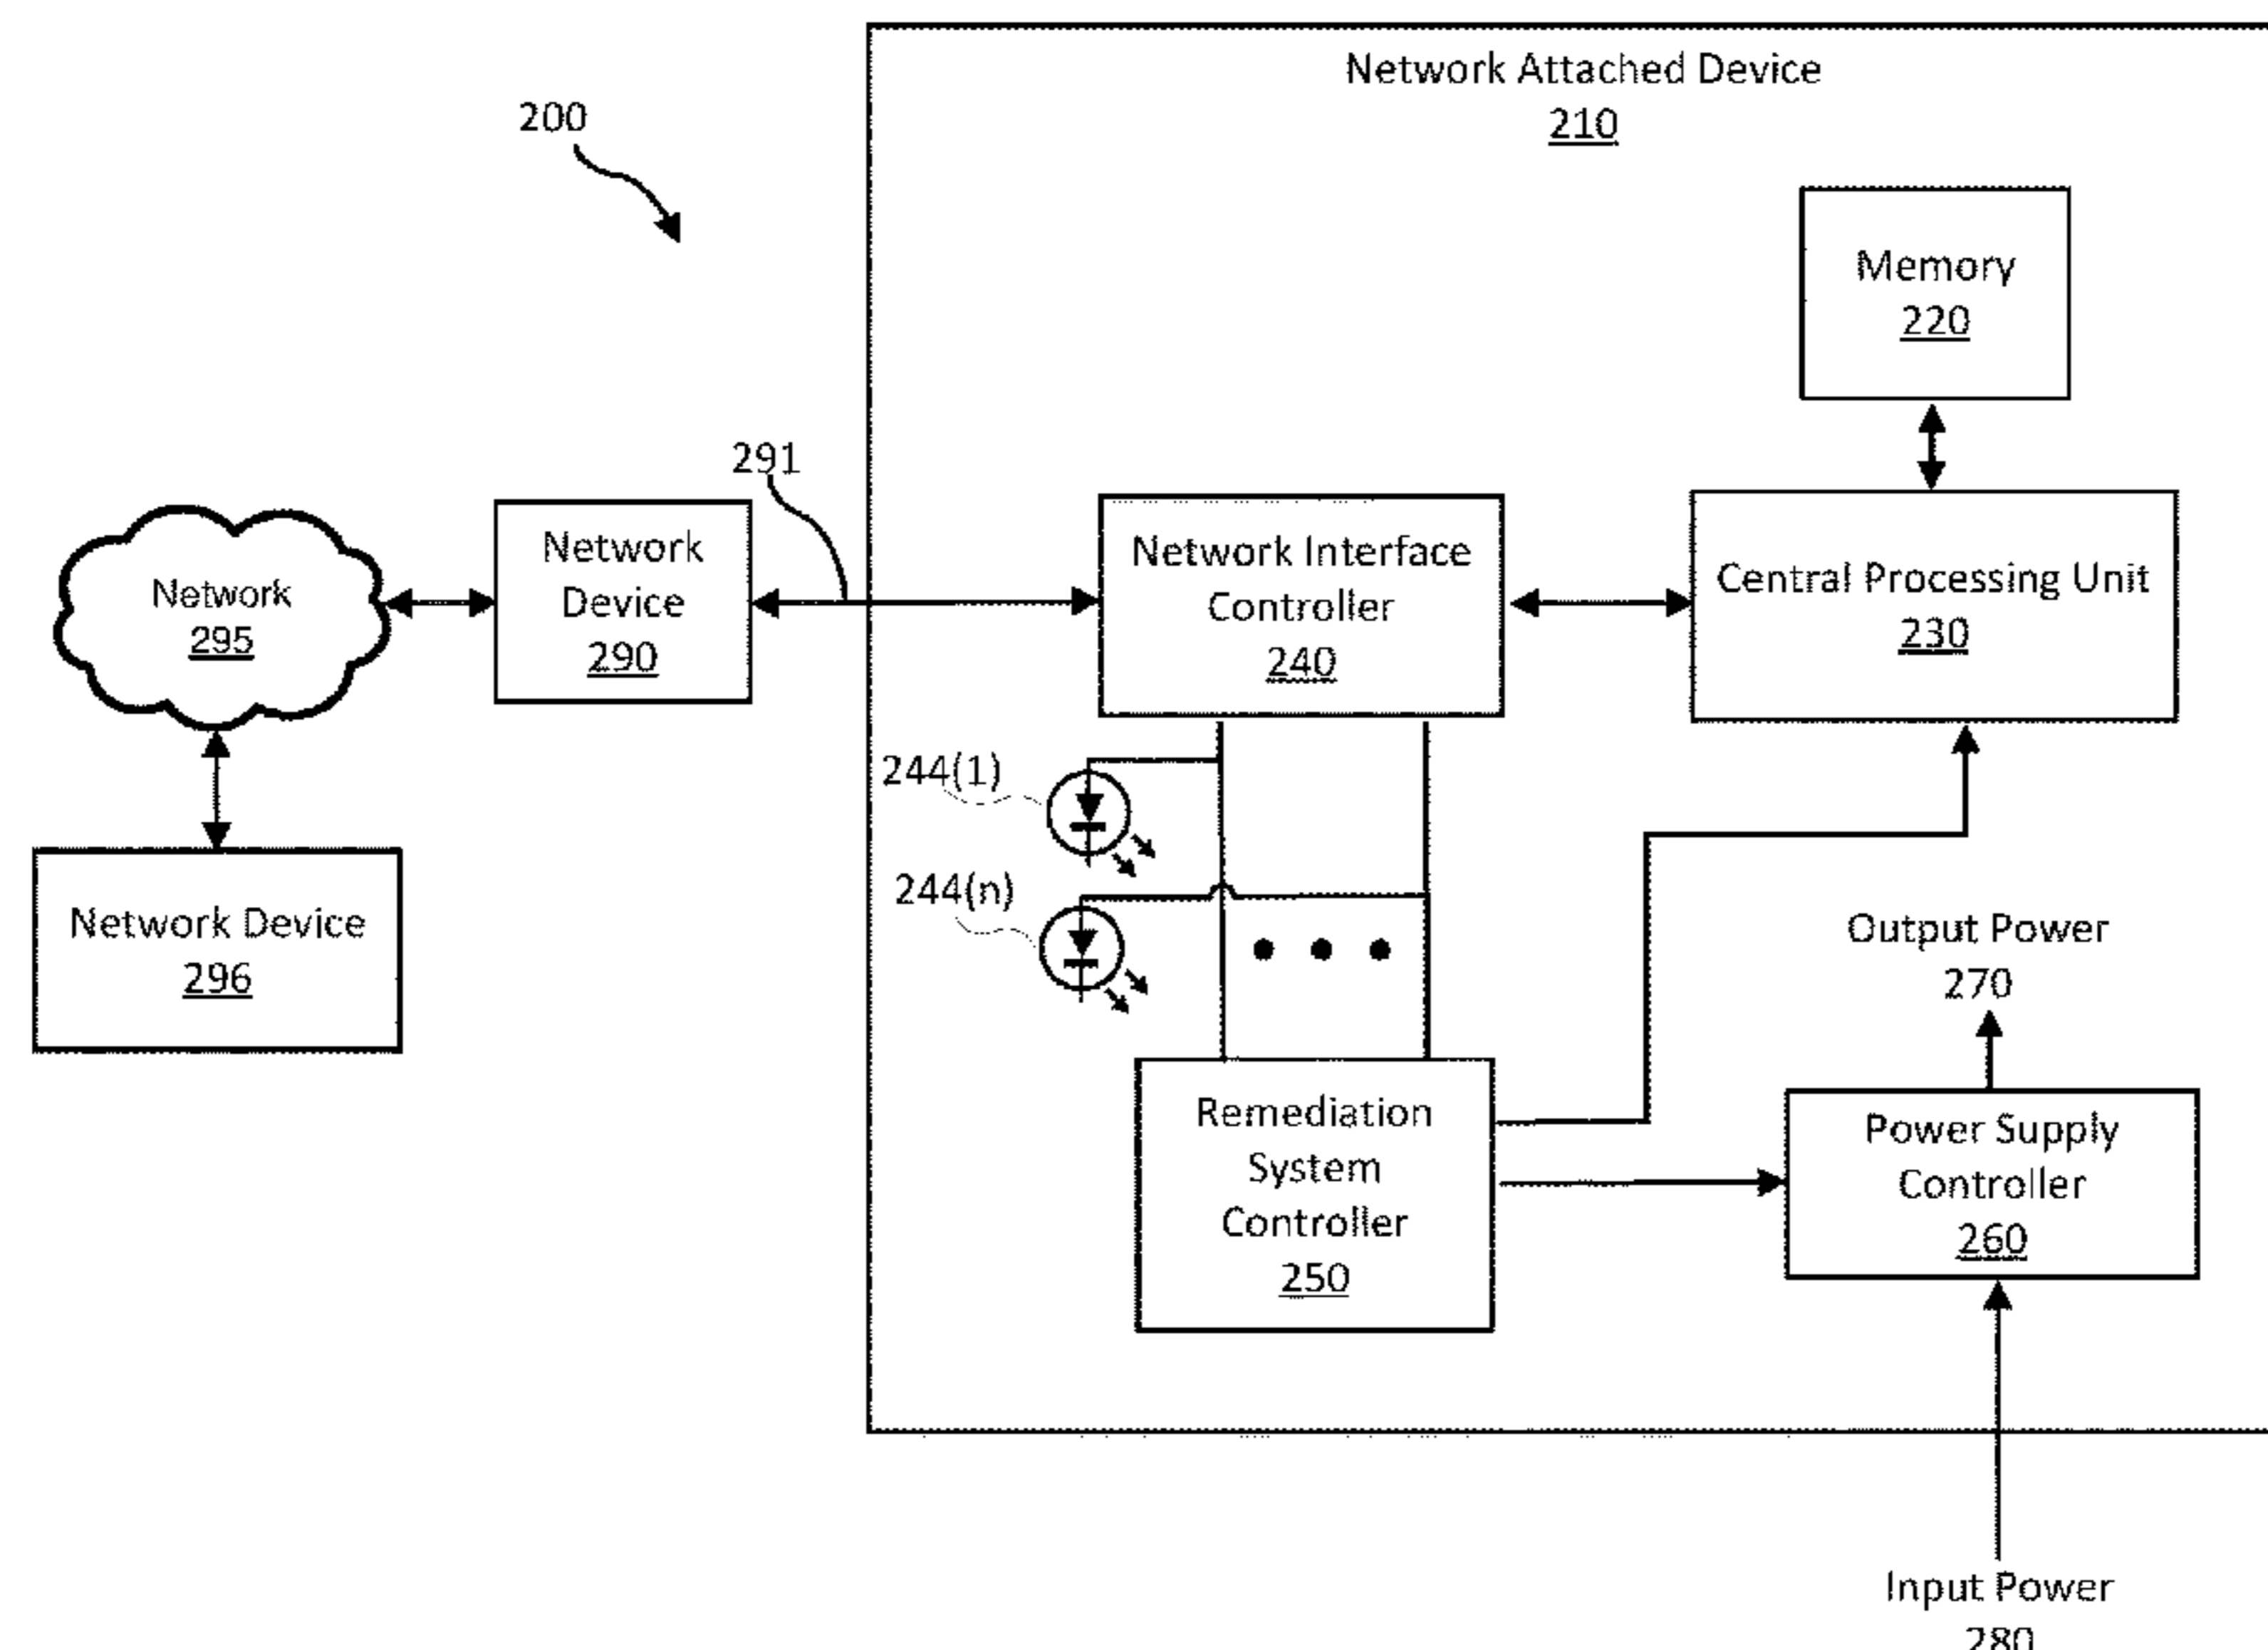 Network Attached Device
210
200
Memory
220
291
Network
295
Network
Device
290
Network Interface
Controller
240
Central Processing Unit
230
244(1)
244(n)
Network Device
296
Output Power
270
Remediation
System
Controller
250
Power Supply
Controller
260
Input Power
280